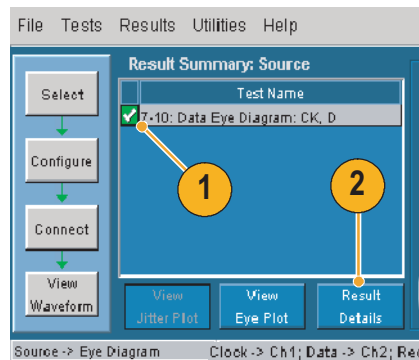 File Tests Results Utilities Help
Result Summary: Source
Select
Test Name
7-10: Data Eye Diagram: CK, D
Configure
1
2
Connect
View
Waveform
View
Jitter Plot
View
Eye Plot
Result
Details
Source -> Eye Diagram Clock -> Ch1; Data -> Ch2;